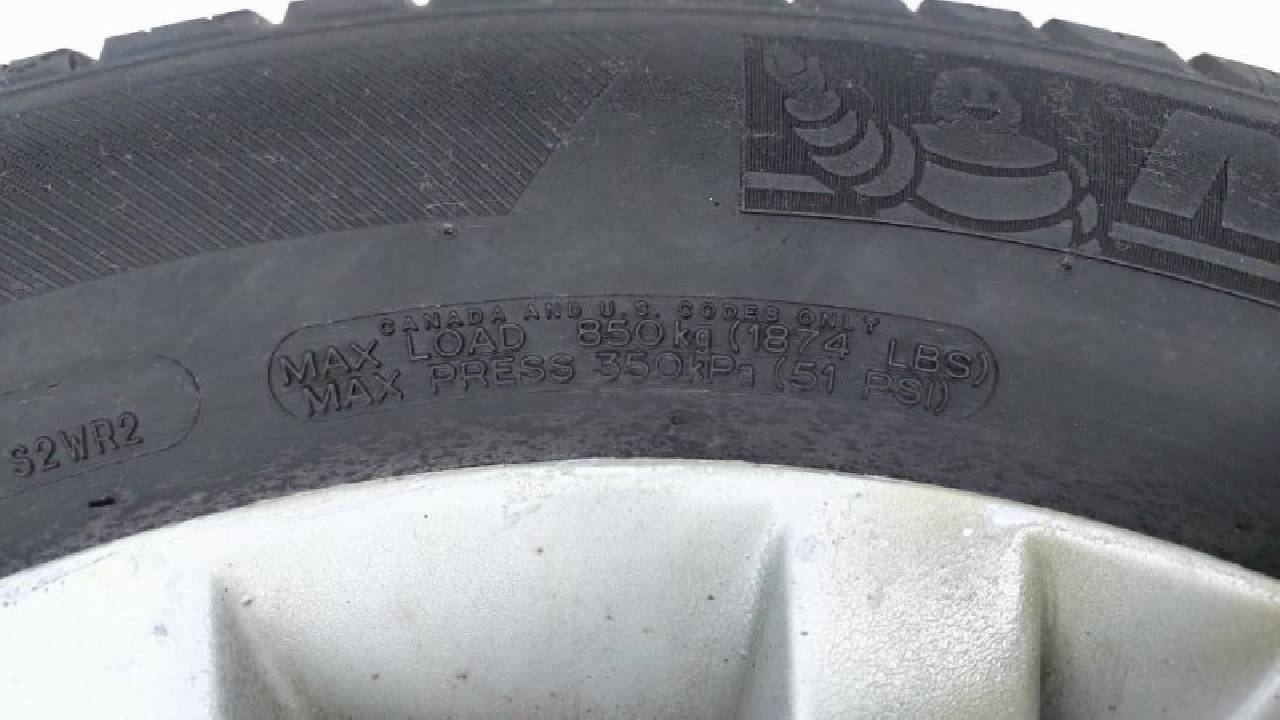 CANADA AND U.S. CODES ONLY
MAX LOAD 850kg (1874 LBS)
MAX PRESS 350kPa (51 PSI)
S2WR2